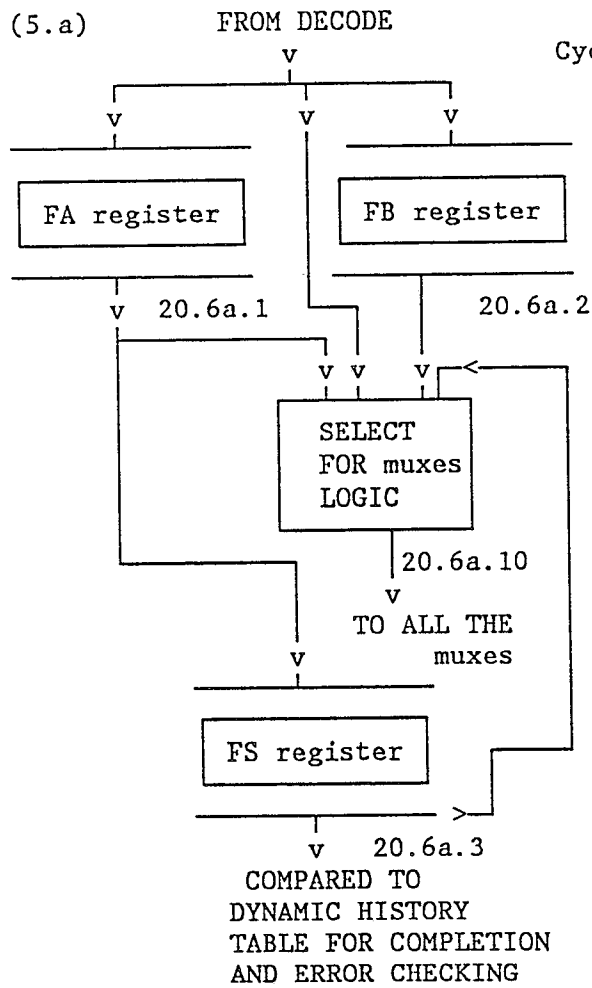 (5.a)
FROM DECODE
v
v
v
v
FA register
FB register
v
20.6a.1
20.6a.2
v v
v
<
SELECT
FOR muxes
LOGIC
20.6a.10
v
TO ALL THE
muxes
v
FS register
>
v
20.6a.3
COMPARED TO
DYNAMIC HISTORY
TABLE FOR COMPLETION
AND ERROR CHECKING